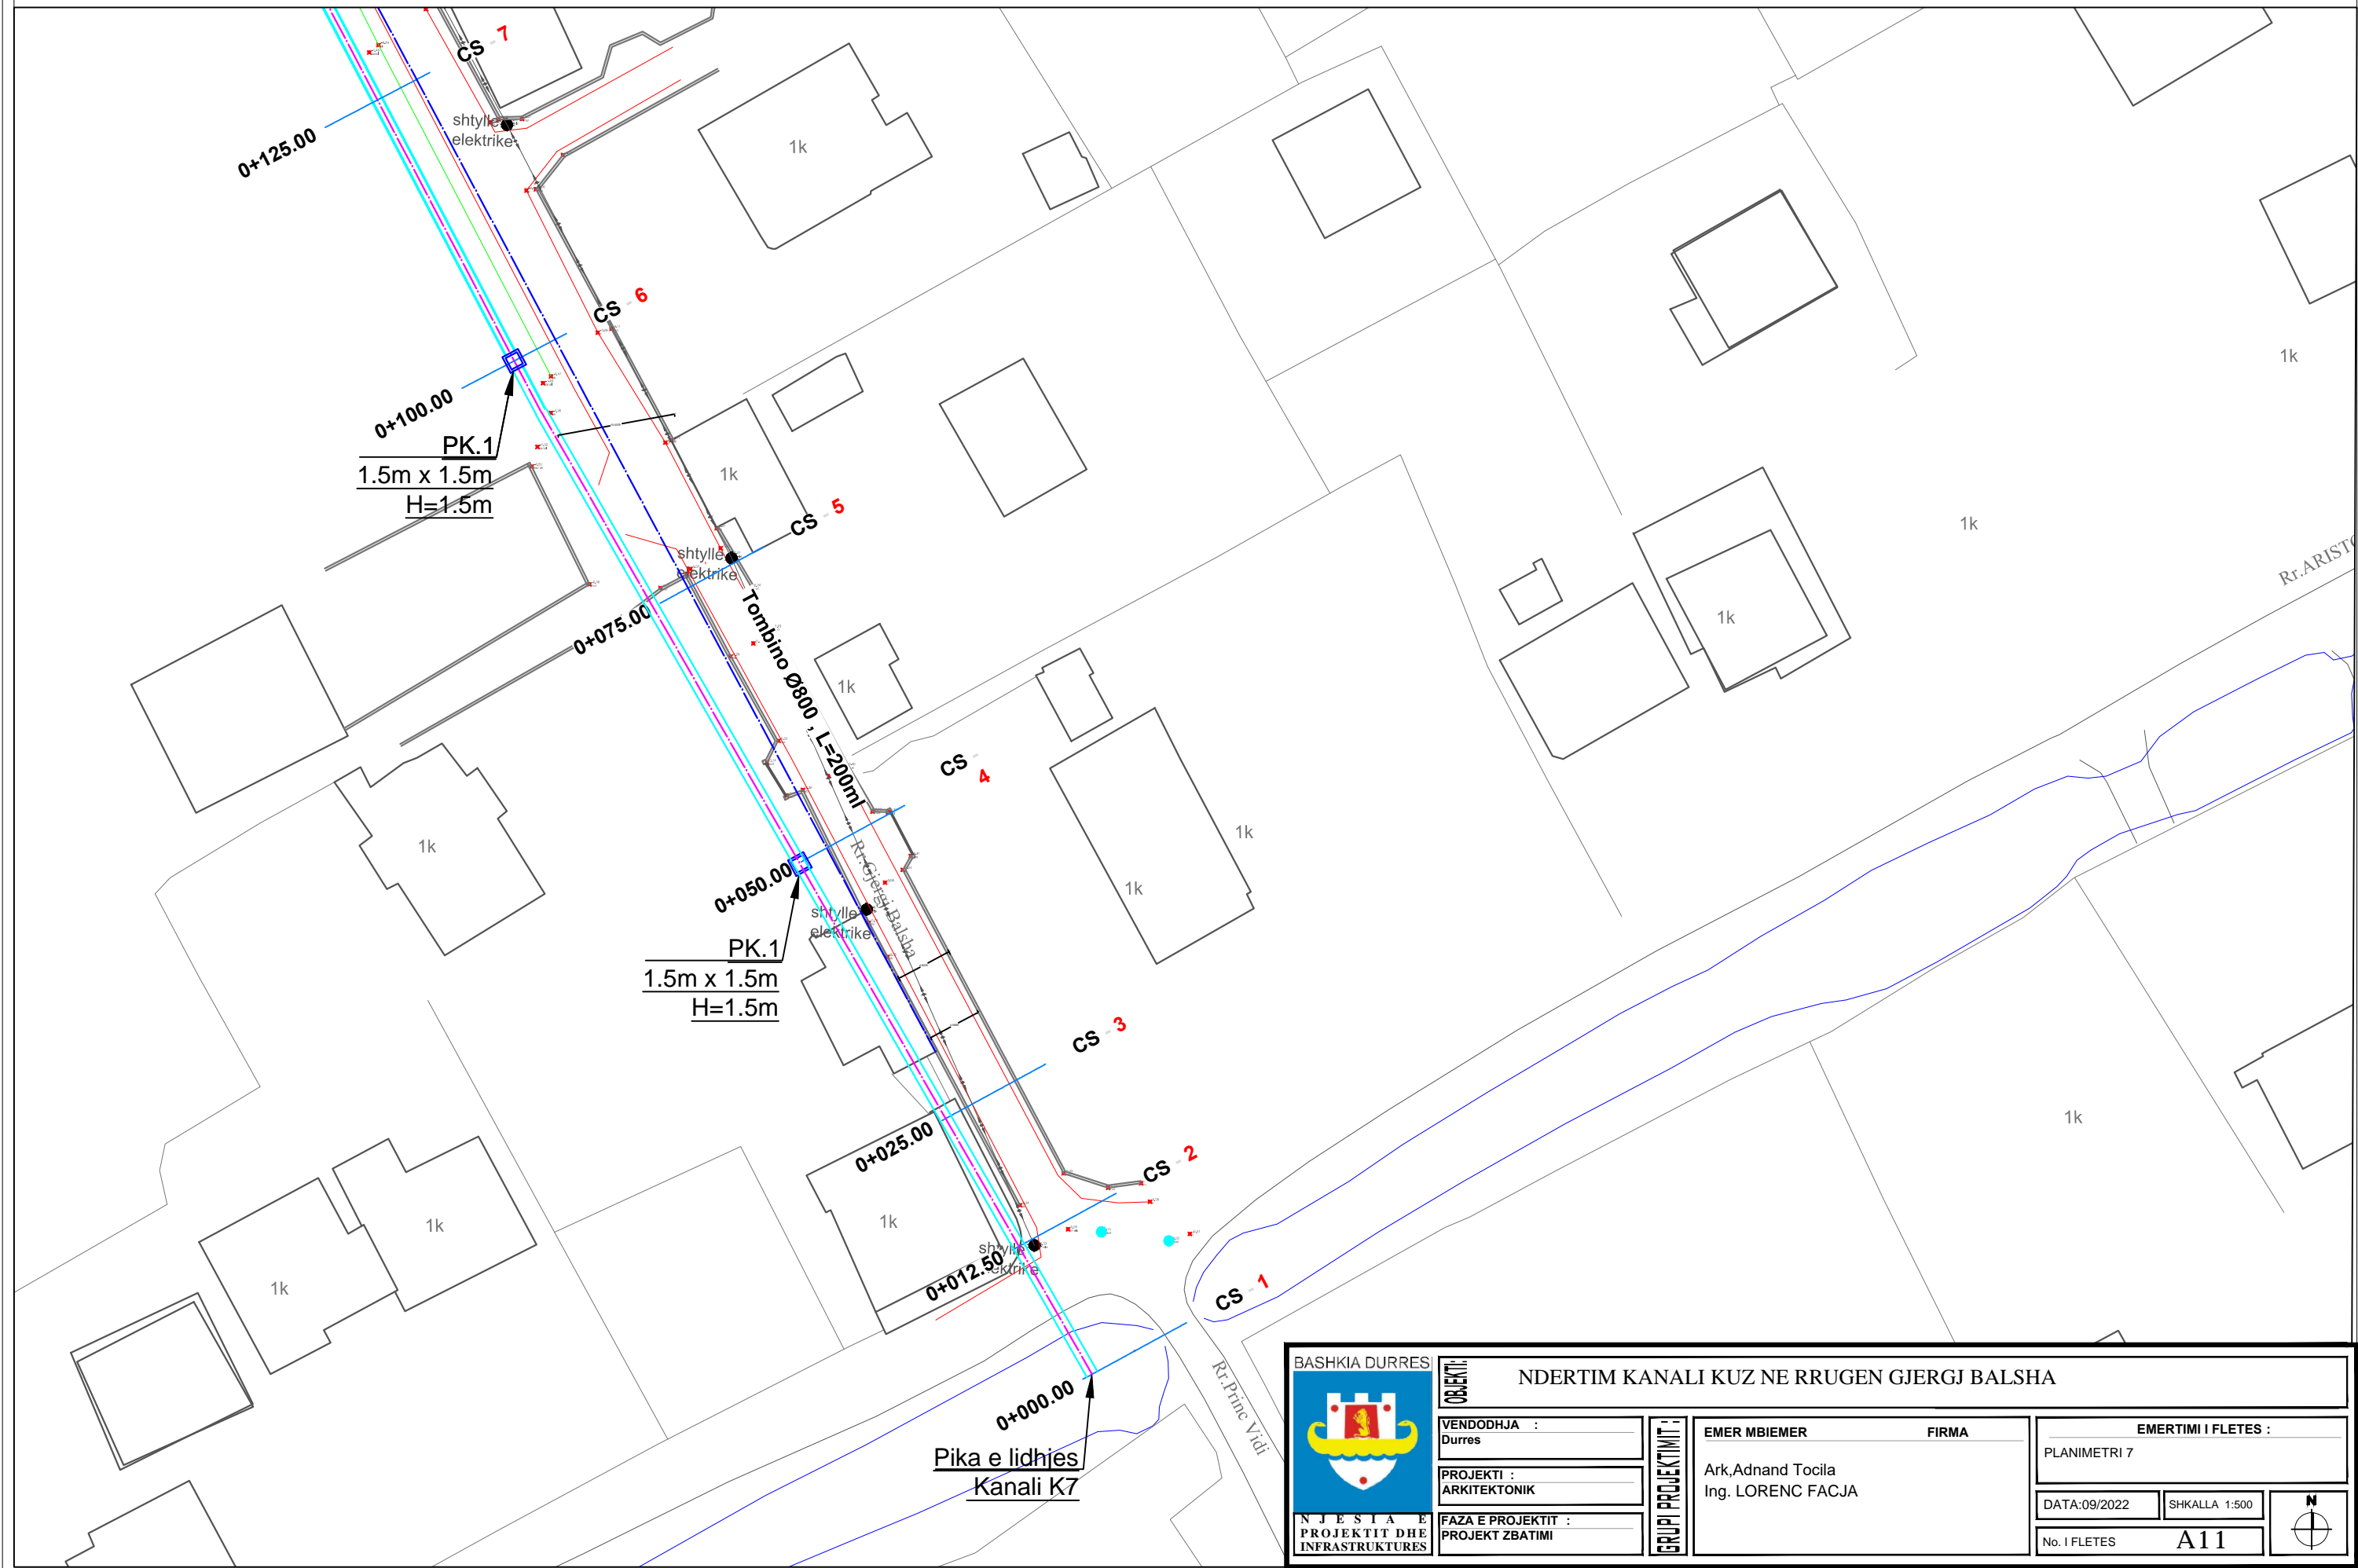 CS - 7
shtylle
elektrike
0+125.00
1k
CS - 6
0+100.00
PK.1
1.5m x 1.5m
H=1.5m
1k
CS - 5
shtylle
elektrike
0+075.00
Tombino Ø800 , L=200ml
1k
CS - 4
1k
1k
1k
1k
1k
1k
Rr.ARISTO
0+050.00
PK.1
1.5m x 1.5m
H=1.5m
shtylle
elektrike
Rr.Gjergj Balsha
1k
CS - 3
0+025.00
CS - 2
1k
1k
1k
1k
shtylle
elektrike
0+012.50
CS - 1
0+000.00
Pika e lidhjes
Kanali K7
Rr.Princ Vidi
BASHKIA DURRES
NJESIA E
PROJEKTIT DHE
INFRASTRUKTURES
OBJEKTI:
NDERTIM KANALI KUZ NE RRUGEN GJERGJ BALSHA
VENDODHJA :
Durres
PROJEKTI :
ARKITEKTONIK
FAZA E PROJEKTIT :
PROJEKT ZBATIMI
GRUPI PROJEKTIMIT :
EMER MBIEMER FIRMA
Ark,Adnand Tocila
Ing. LORENC FACJA
EMERTIMI I FLETES :
PLANIMETRI 7
DATA:09/2022
SHKALLA 1:500
No. I FLETES A11
N